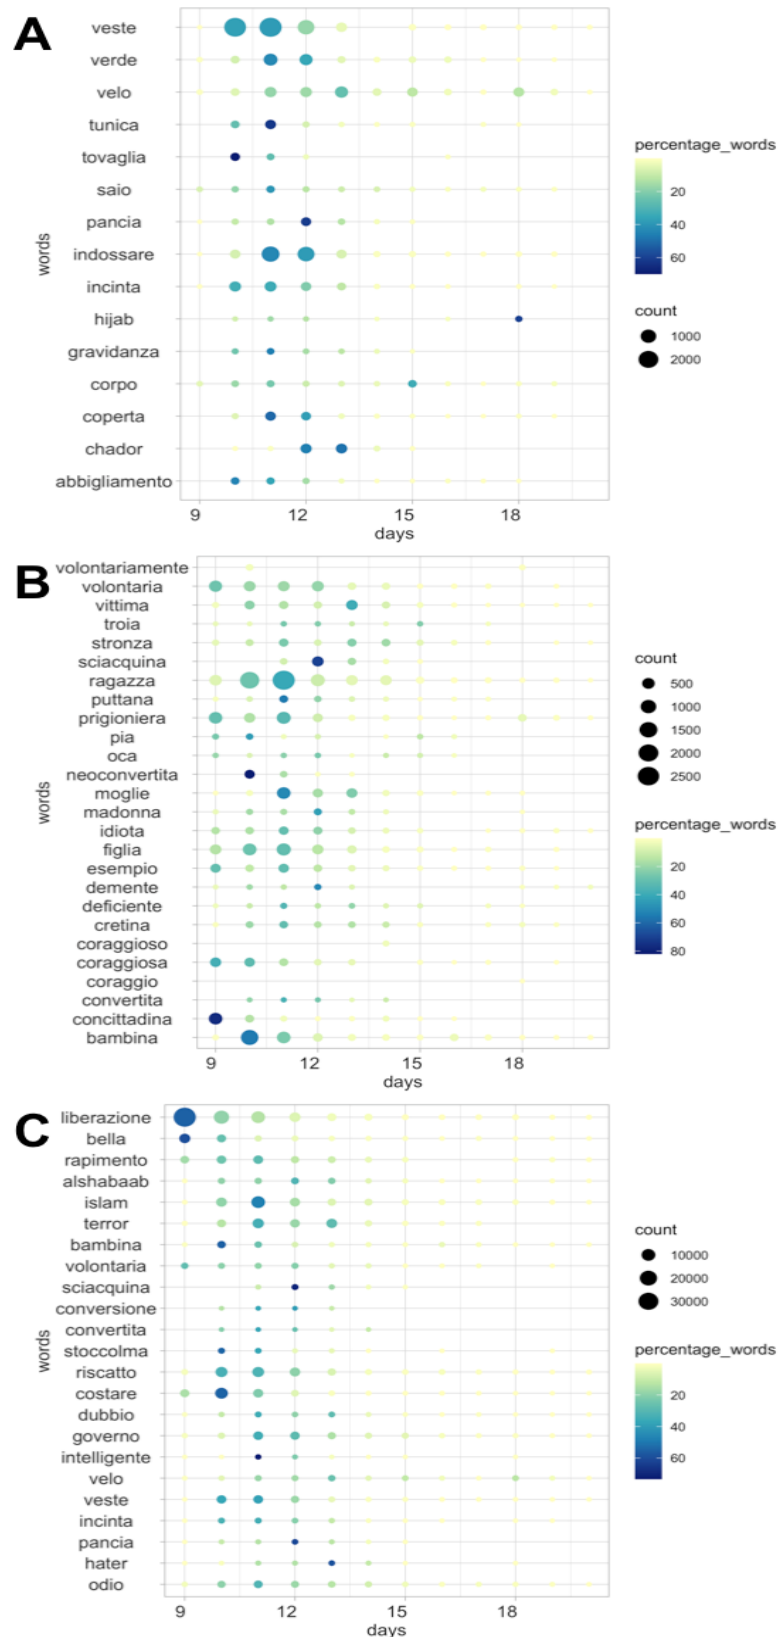 A
veste
verde
velo
tunica
tovaglia
saio
pancia
indossare
incinta
hijab
gravidanza
corpo
coperta
chador
abbigliamento
words
9 12 15 18
days
percentage_words
20
40
60
count
1000
2000
B
volontariamente
volontaria
vittima
troia
stronza
sciacquina
ragazza
puttana
prigioniera
pia
oca
neoconvertita
moglie
madonna
idiota
figlia
esempio
demente
deficiente
cretina
coraggioso
coraggiosa
coraggio
convertita
concittadina
bambina
words
9 12 15 18
days
count
500
1000
1500
2000
2500
percentage_words
20
40
60
80
C
liberazione
bella
rapimento
alshabaab
islam
terror
bambina
volontaria
sciacquina
conversione
convertita
stoccolma
riscatto
costare
dubbio
governo
intelligente
velo
veste
incinta
pancia
hater
odio
words
9 12 15 18
days
count
10000
20000
30000
percentage_words
20
40
60